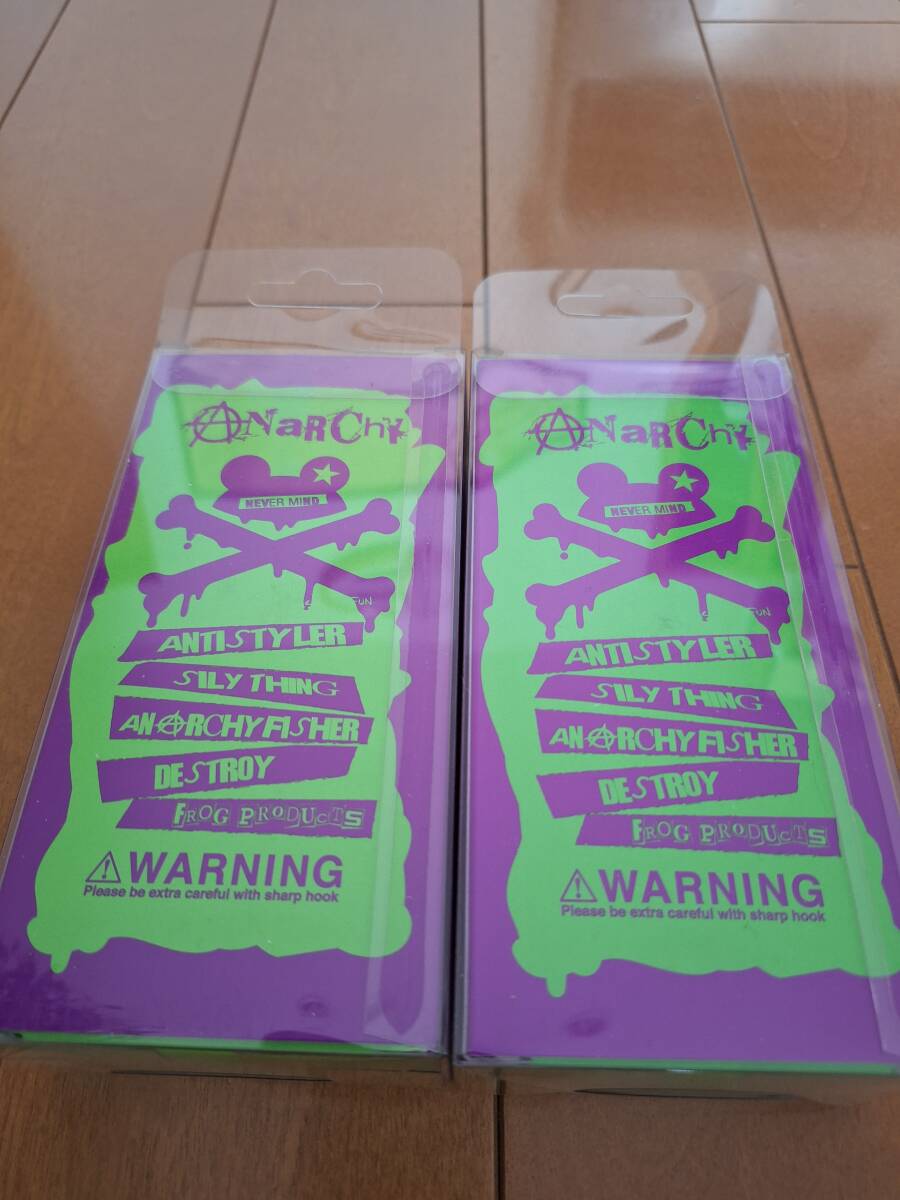 ANaRChy
NEVER MIND
FUN
ANTISTYLER
SILY THING
ANARCHY FISHER
DESTROY
FROG PRODUCTS
WARNING
Please be extra careful with sharp hook
ANaRChy
NEVER MIND
FUN
ANTISTYLER
SILY THING
ANARCHY FISHER
DESTROY
FROG PRODUCTS
WARNING
Please be extra careful with sharp hook